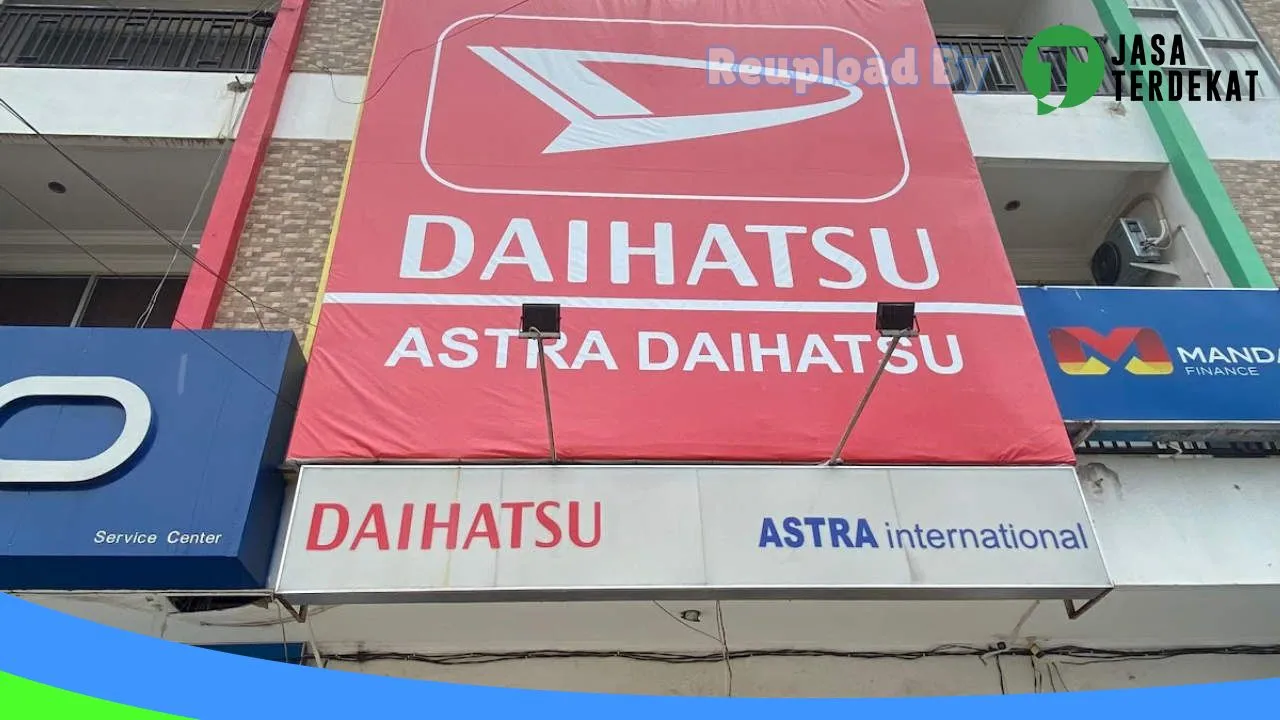 Reupload By
JASA
TERDEKAT
DAIHATSU
ASTRA DAIHATSU
MANDA
FINANCE
Service Center
DAIHATSU
ASTRA international